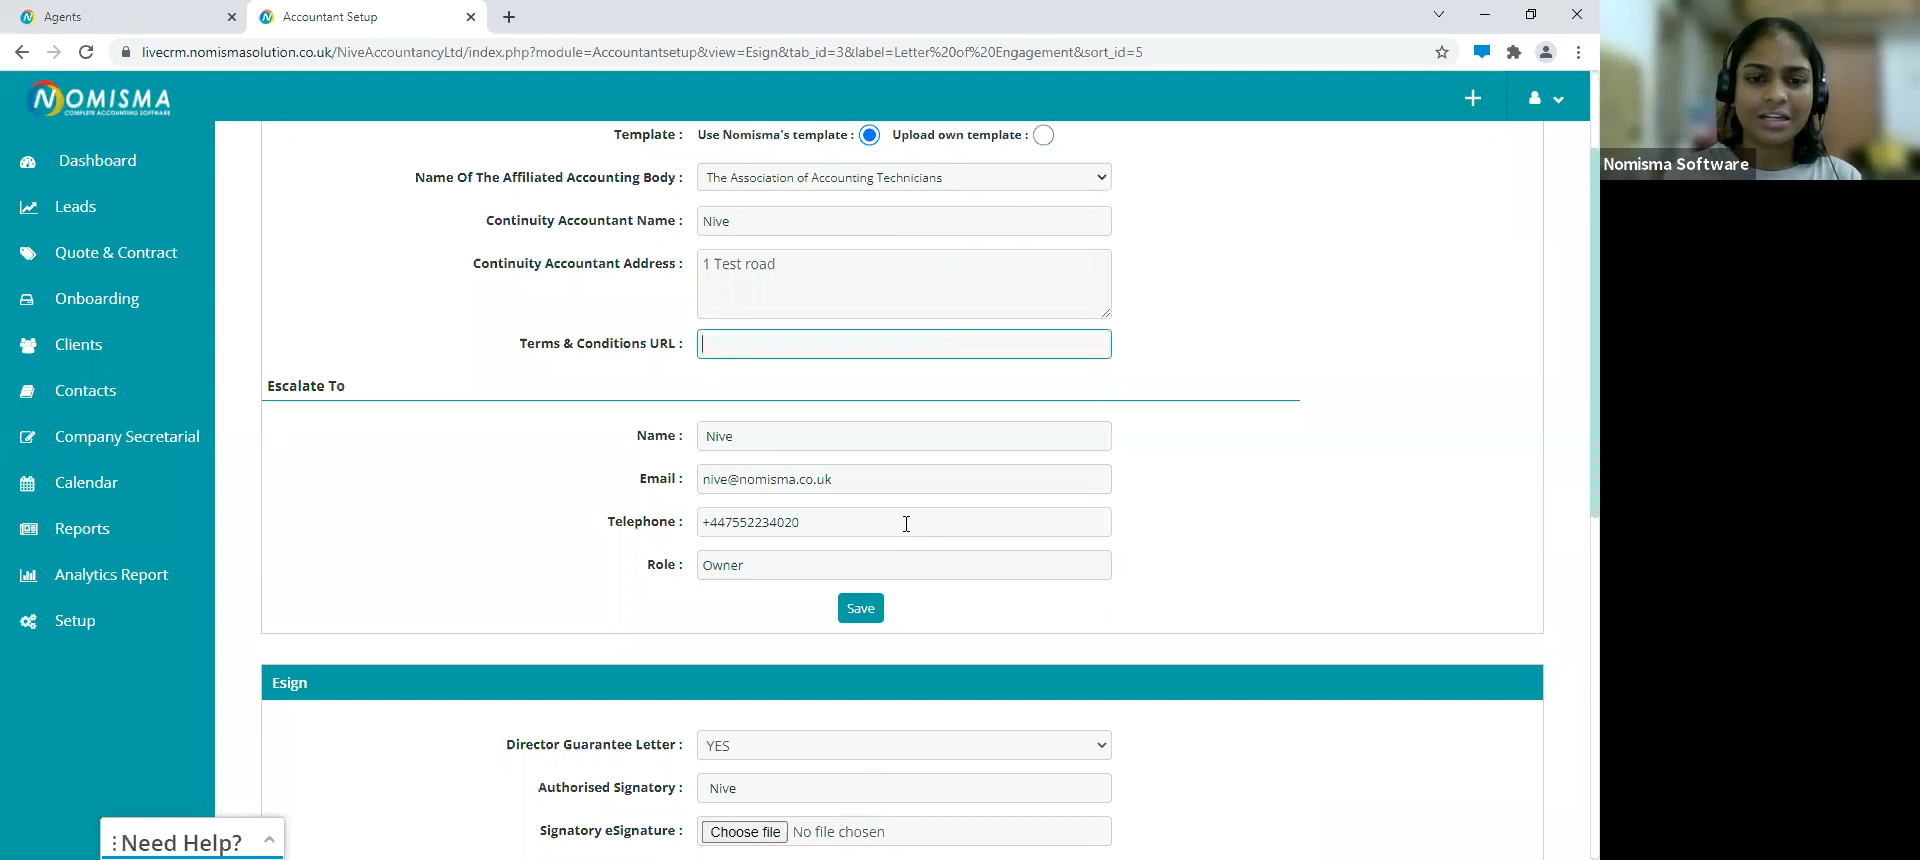 Agents
Accountant Setup
livecrm.nomismasolution.co.uk/NiveAccountancyLtd/index.php?module=Accountantsetup&view=Esign&tab_id=3&label=Letter%20of%20Engagement&sort_id=5
NOMISMA
COMPLETE ACCOUNTING SOFTWARE
Dashboard
Leads
Quote & Contract
Onboarding
Clients
Contacts
Company Secretarial
Calendar
Reports
Analytics Report
Setup
Need Help?
Template : Use Nomisma's template : Upload own template :
Name Of The Affiliated Accounting Body : The Association of Accounting Technicians
Continuity Accountant Name : Nive
Continuity Accountant Address : 1 Test road
Terms & Conditions URL :
Escalate To
Name : Nive
Email : nive@nomisma.co.uk
Telephone : +447552234020
Role : Owner
Save
Esign
Director Guarantee Letter : YES
Authorised Signatory : Nive
Signatory eSignature : Choose file No file chosen
Nomisma Software